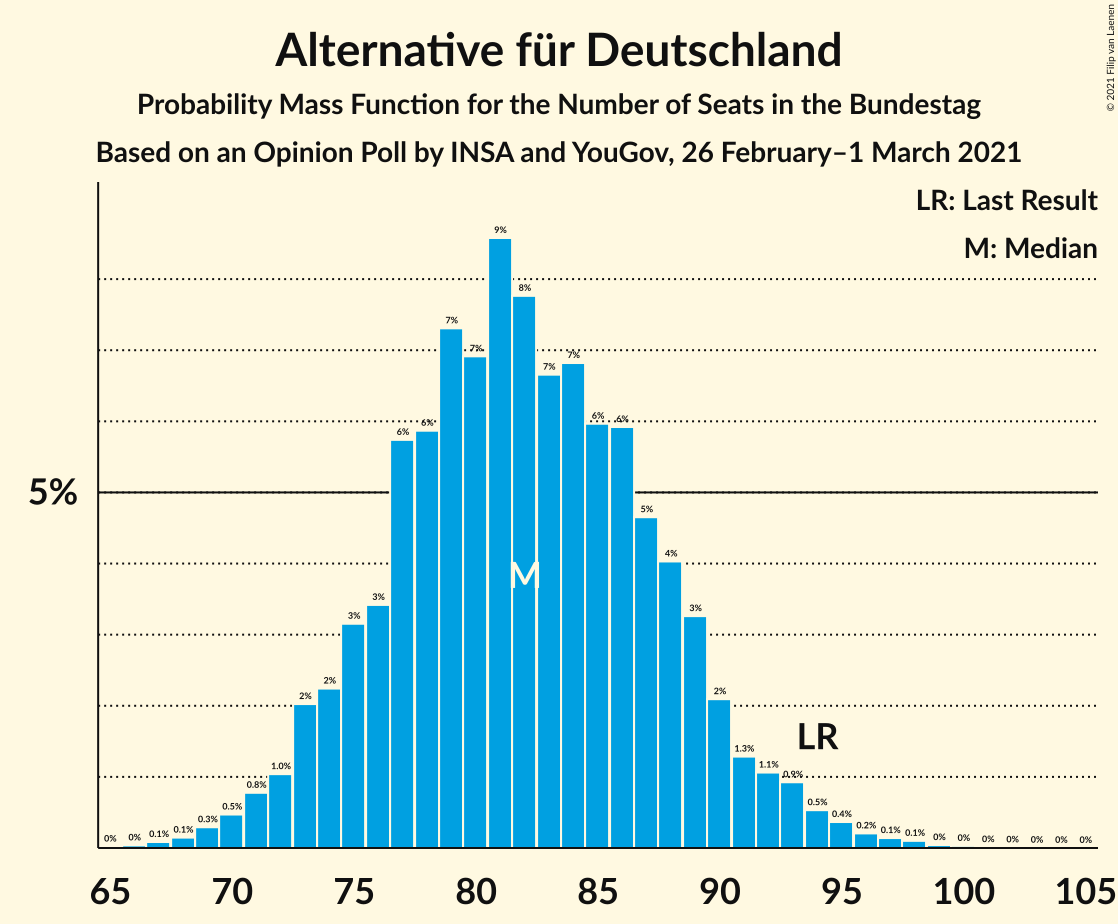 Alternative für Deutschland
Probability Mass Function for the Number of Seats in the Bundestag
Based on an Opinion Poll by INSA and YouGov, 26 February–1 March 2021
© 2021 Filip van Laenen
LR: Last Result
M: Median
9%
8%
7%
7%
7%
7%
6%
6%
6%
6%
5%
5%
4%
M
3%
3%
3%
2%
2%
2%
LR
1.3%
1.1%
1.0%
0.9%
0.8%
0.5%
0.5%
0.4%
0.3%
0.2%
0% 0% 0.1% 0.1%
0.1% 0.1% 0% 0% 0% 0% 0% 0% 0%
65 70 75 80 85 90 95 100 105